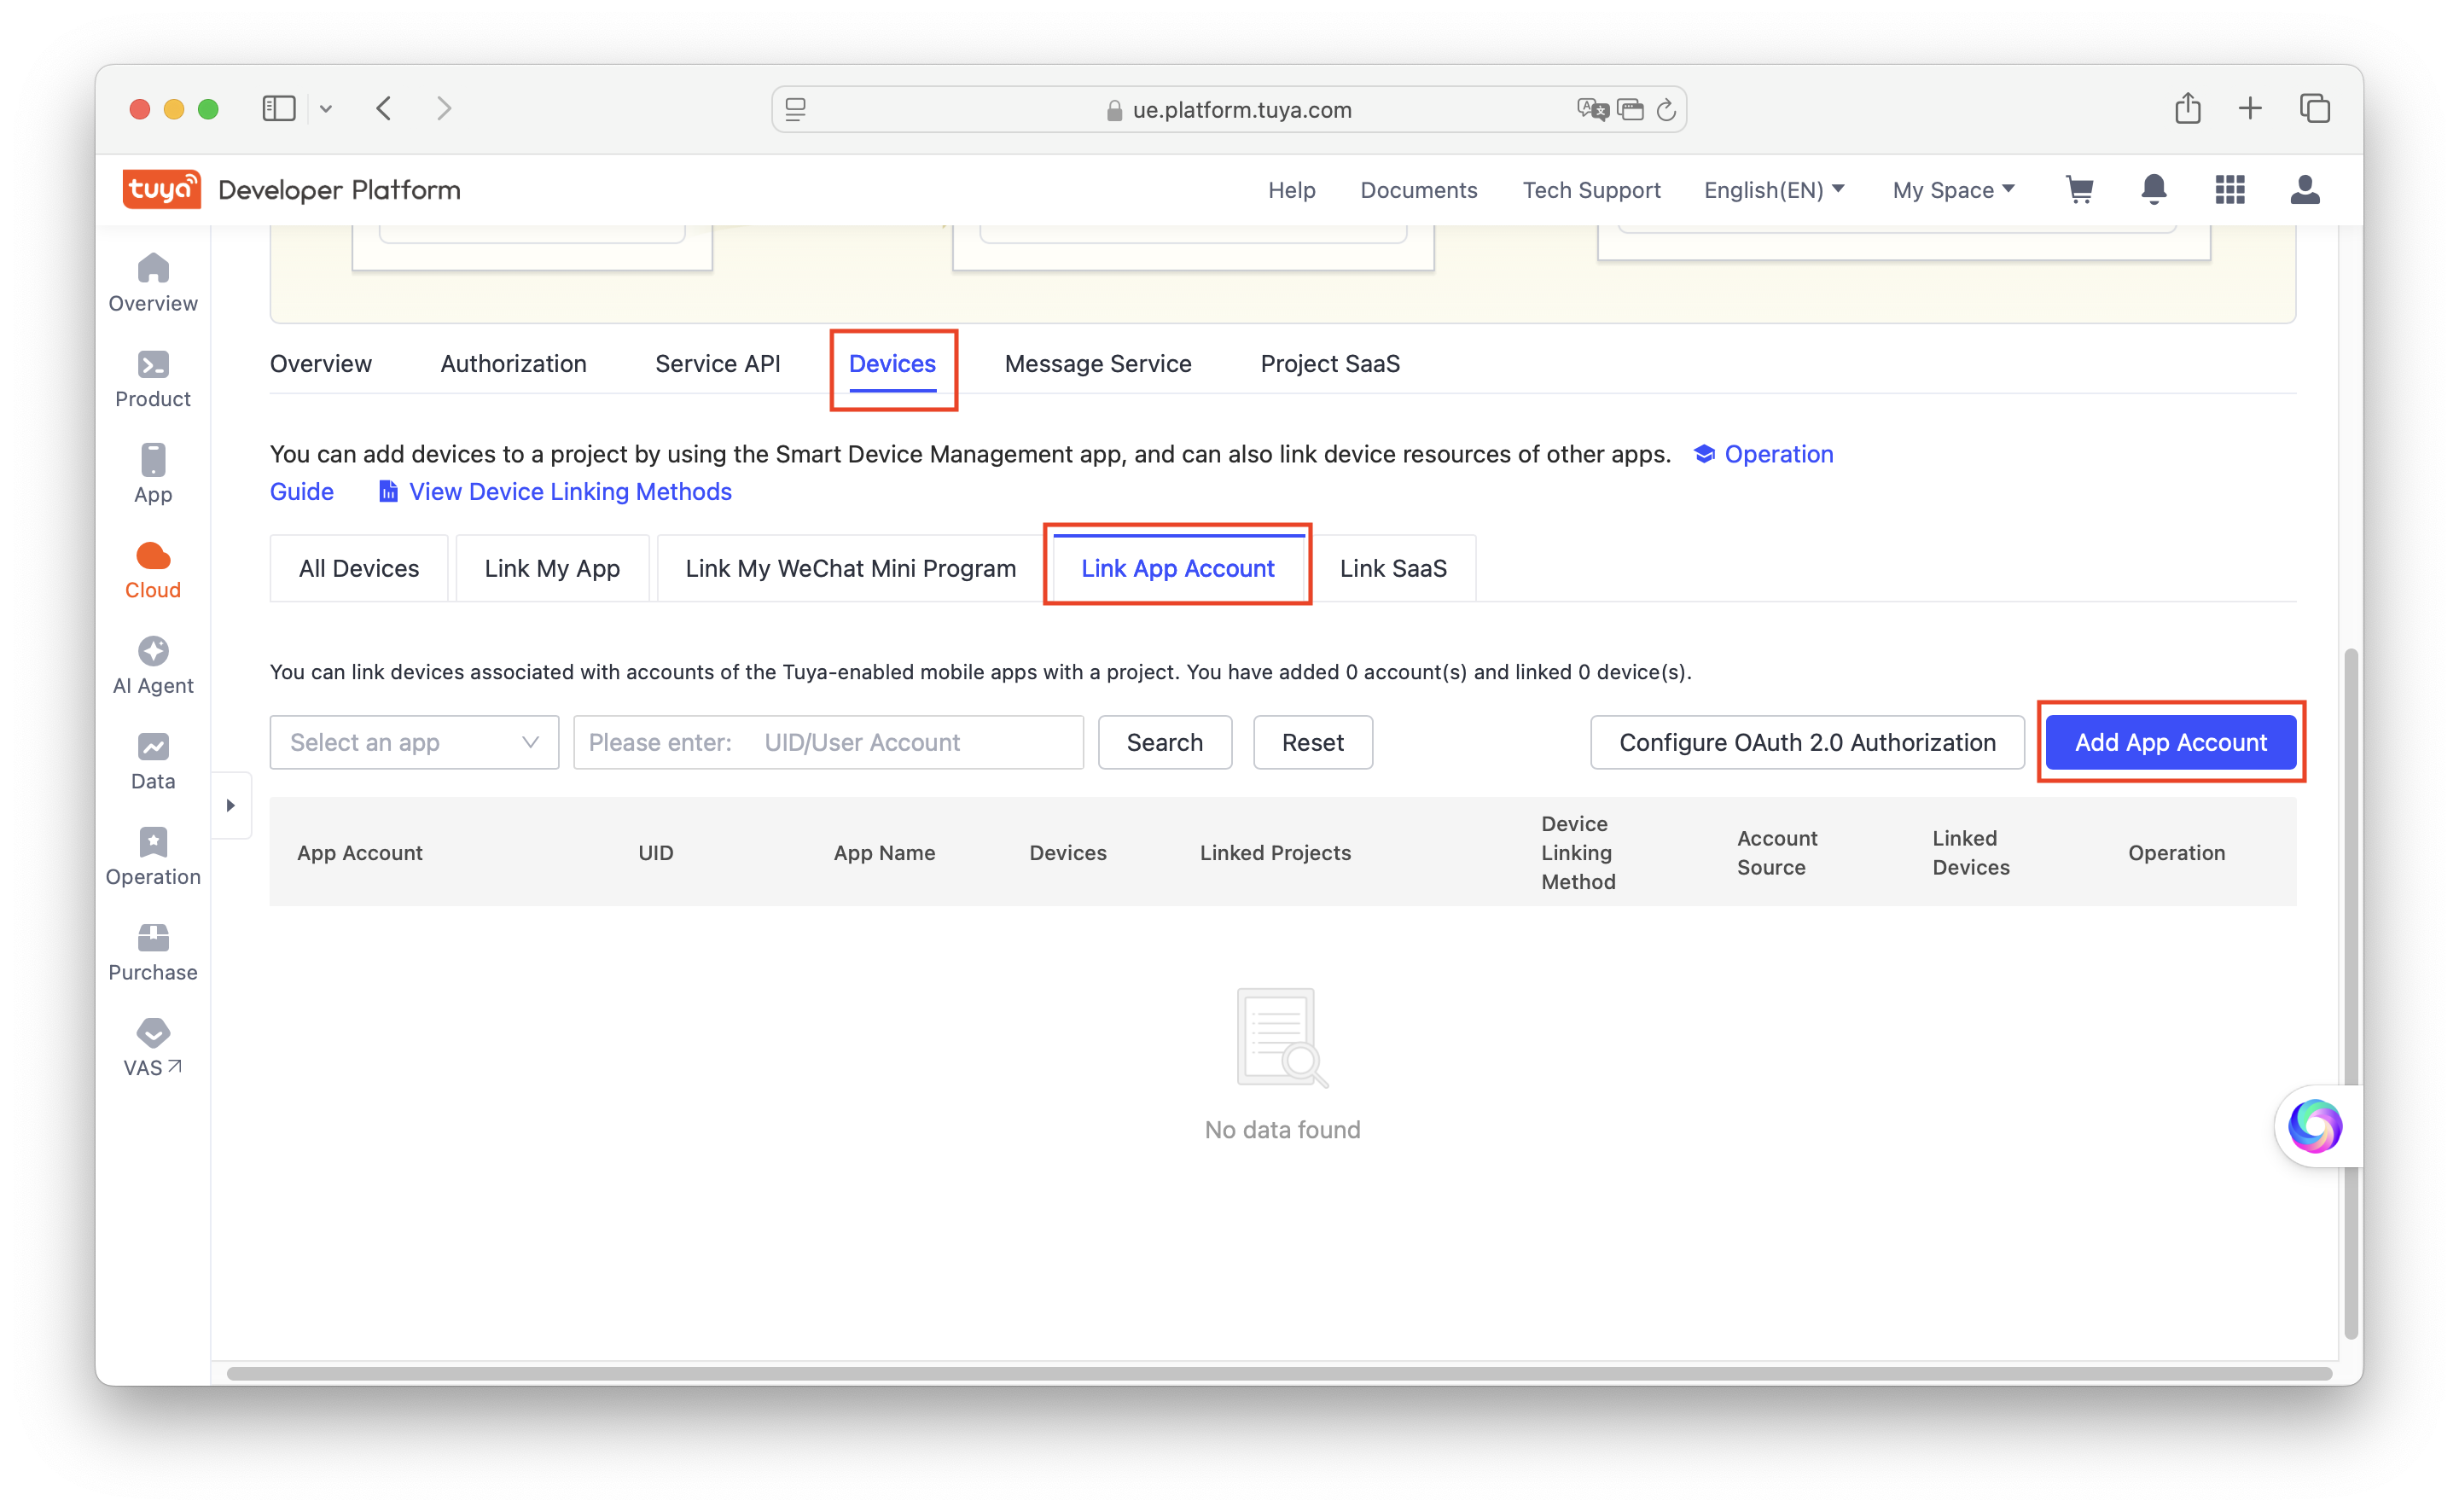 ue.platform.tuya.com
tuya Developer Platform
Help Documents Tech Support English(EN) My Space
Overview
Product
App
Cloud
AI Agent
Data
Operation
Purchase
VAS
Overview Authorization Service API Devices Message Service Project SaaS
You can add devices to a project by using the Smart Device Management app, and can also link device resources of other apps. Operation
Guide View Device Linking Methods
All Devices Link My App Link My WeChat Mini Program Link App Account Link SaaS
You can link devices associated with accounts of the Tuya-enabled mobile apps with a project. You have added 0 account(s) and linked 0 device(s).
Select an app Please enter: UID/User Account Search Reset Configure OAuth 2.0 Authorization Add App Account
App Account UID App Name Devices Linked Projects Device Linking Method Account Source Linked Devices Operation
No data found